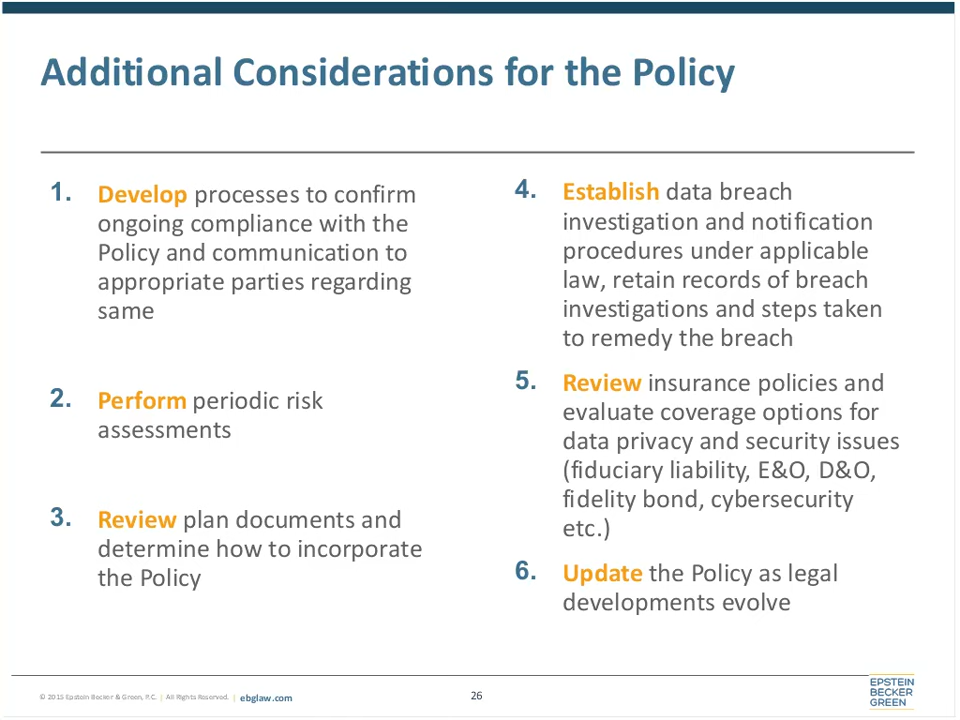 Additional Considerations for the Policy
1. Develop processes to confirm
ongoing compliance with the
Policy and communication to
appropriate parties regarding
same
2. Perform periodic risk
assessments
3. Review plan documents and
determine how to incorporate
the Policy
4. Establish data breach
investigation and notification
procedures under applicable
law, retain records of breach
investigations and steps taken
to remedy the breach
5. Review insurance policies and
evaluate coverage options for
data privacy and security issues
(fiduciary liability, E&O, D&O,
fidelity bond, cybersecurity
etc.)
6. Update the Policy as legal
developments evolve
© 2015 Epstein Becker & Green, P.C. | All Rights Reserved. | ebglaw.com
26
EPSTEIN
BECKER
GREEN